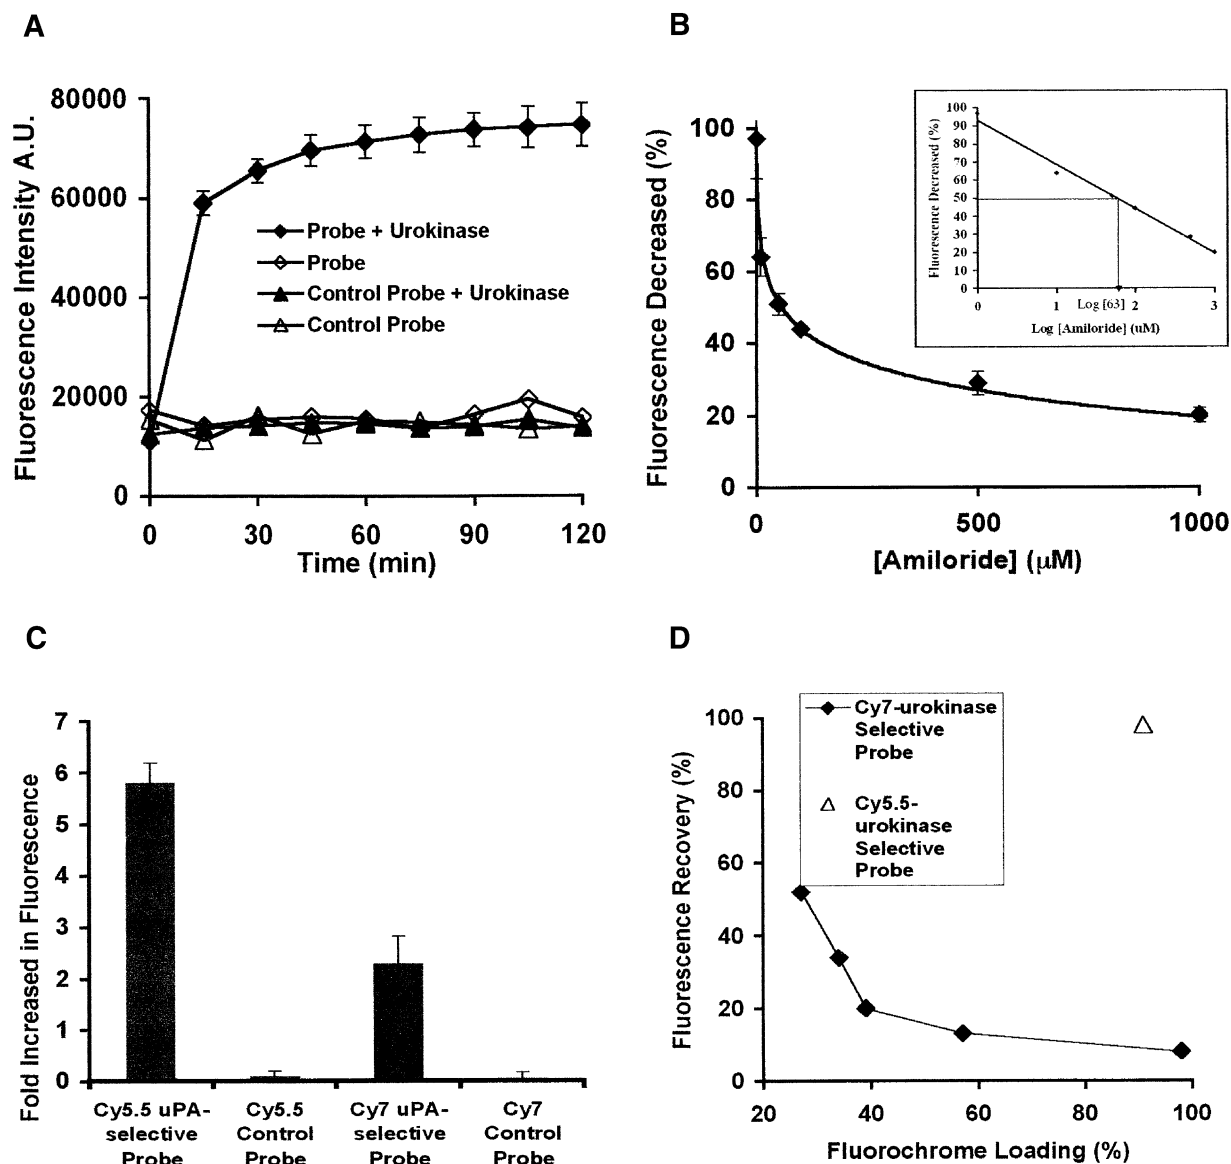 A
Fluorescence Intensity A.U.
80000
60000
40000
20000
0
Probe + Urokinase
Probe
Control Probe + Urokinase
Control Probe
0 30 60 90 120
Time (min)
B
Fluorescence Decreased (%)
100
80
60
40
20
0
0 500 1000
[Amiloride] (μM)
Fluorescence Decreased (%)
100
90
80
70
60
50
40
30
20
10
0
0 1 Log [63] 2 3
Log [Amiloride] (uM)
C
Fold Increased in Fluorescence
7
6
5
4
3
2
1
0
Cy5.5 uPA-
selective
Probe
Cy5.5
Control
Probe
Cy7 uPA-
selective
Probe
Cy7
Control
Probe
D
Fluorescence Recovery (%)
100
80
60
40
20
0
Cy7-urokinase
Selective
Probe
Cy5.5-
urokinase
Selective
Probe
20 40 60 80 100
Fluorochrome Loading (%)